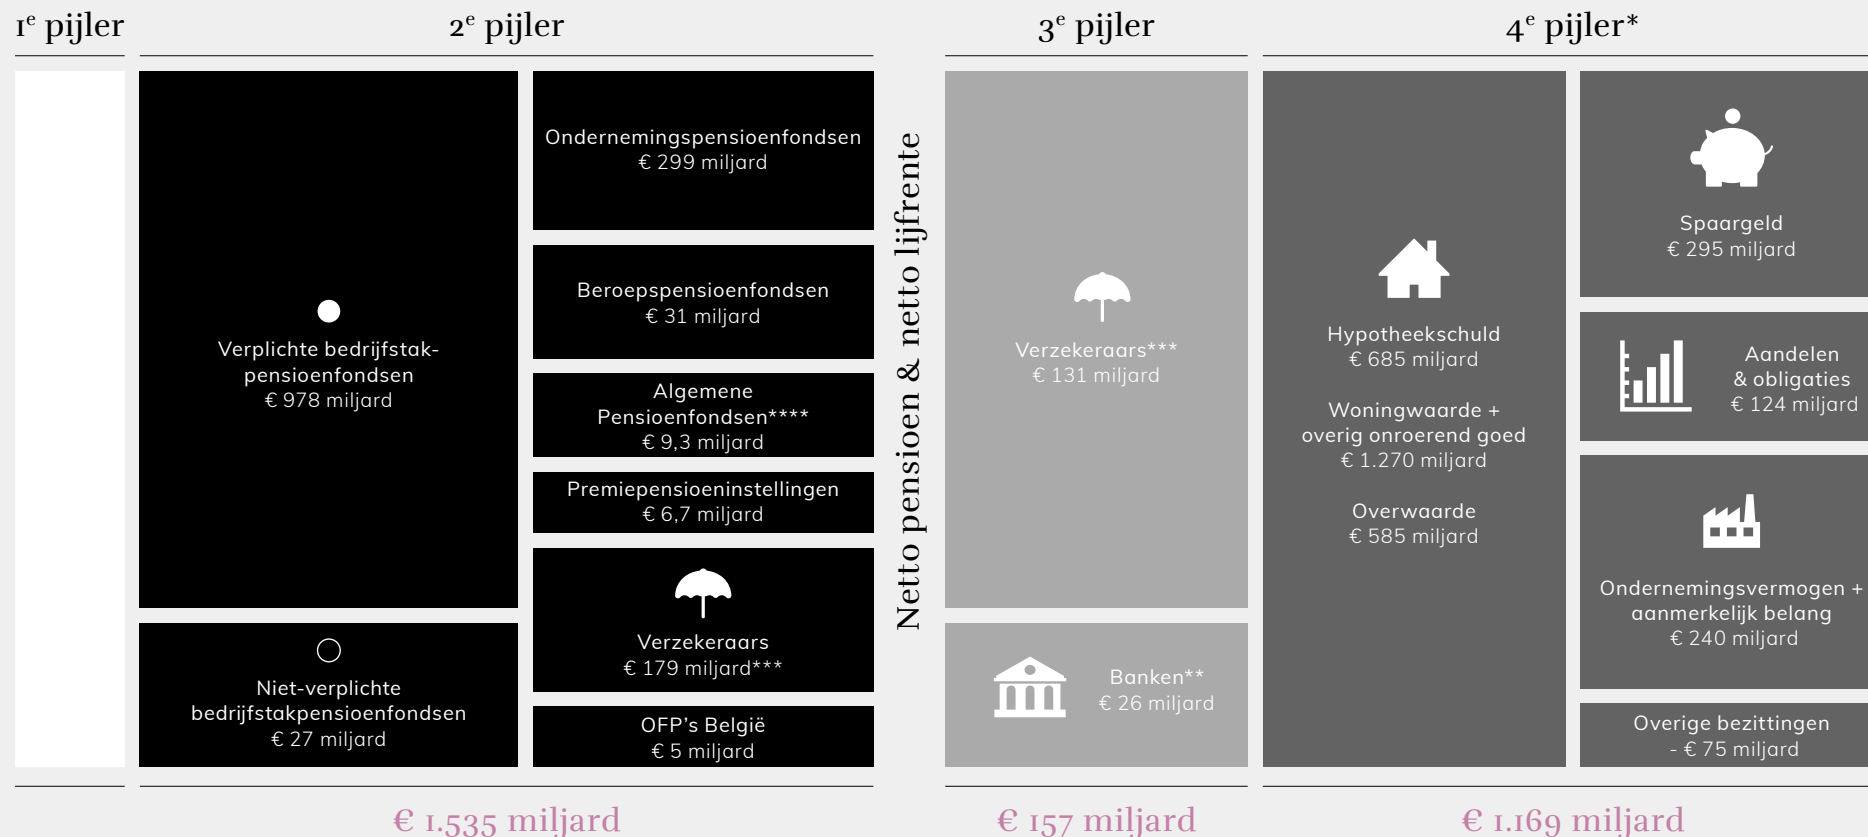 1e pijler
2e pijler
3e pijler
4e pijler*
Verplichte bedrijfstak-
pensioenfondsen
€ 978 miljard
Niet-verplichte
bedrijfstakpensioenfondsen
€ 27 miljard
Ondernemingspensioenfondsen
€ 299 miljard
Beroepspensioenfondsen
€ 31 miljard
Algemene
Pensioenfondsen****
€ 9,3 miljard
Premiepensioeninstellingen
€ 6,7 miljard
Verzekeraars
€ 179 miljard***
OFP's België
€ 5 miljard
Netto pensioen & netto lijfrente
Verzekeraars***
€ 131 miljard
Banken**
€ 26 miljard
Hypotheekschuld
€ 685 miljard
Woningwaarde +
overig onroerend goed
€ 1.270 miljard
Overwaarde
€ 585 miljard
Spaargeld
€ 295 miljard
Aandelen
& obligaties
€ 124 miljard
Ondernemingsvermogen +
aanmerkelijk belang
€ 240 miljard
Overige bezittingen
- € 75 miljard
€ 1.535 miljard
€ 157 miljard
€ 1.169 miljard